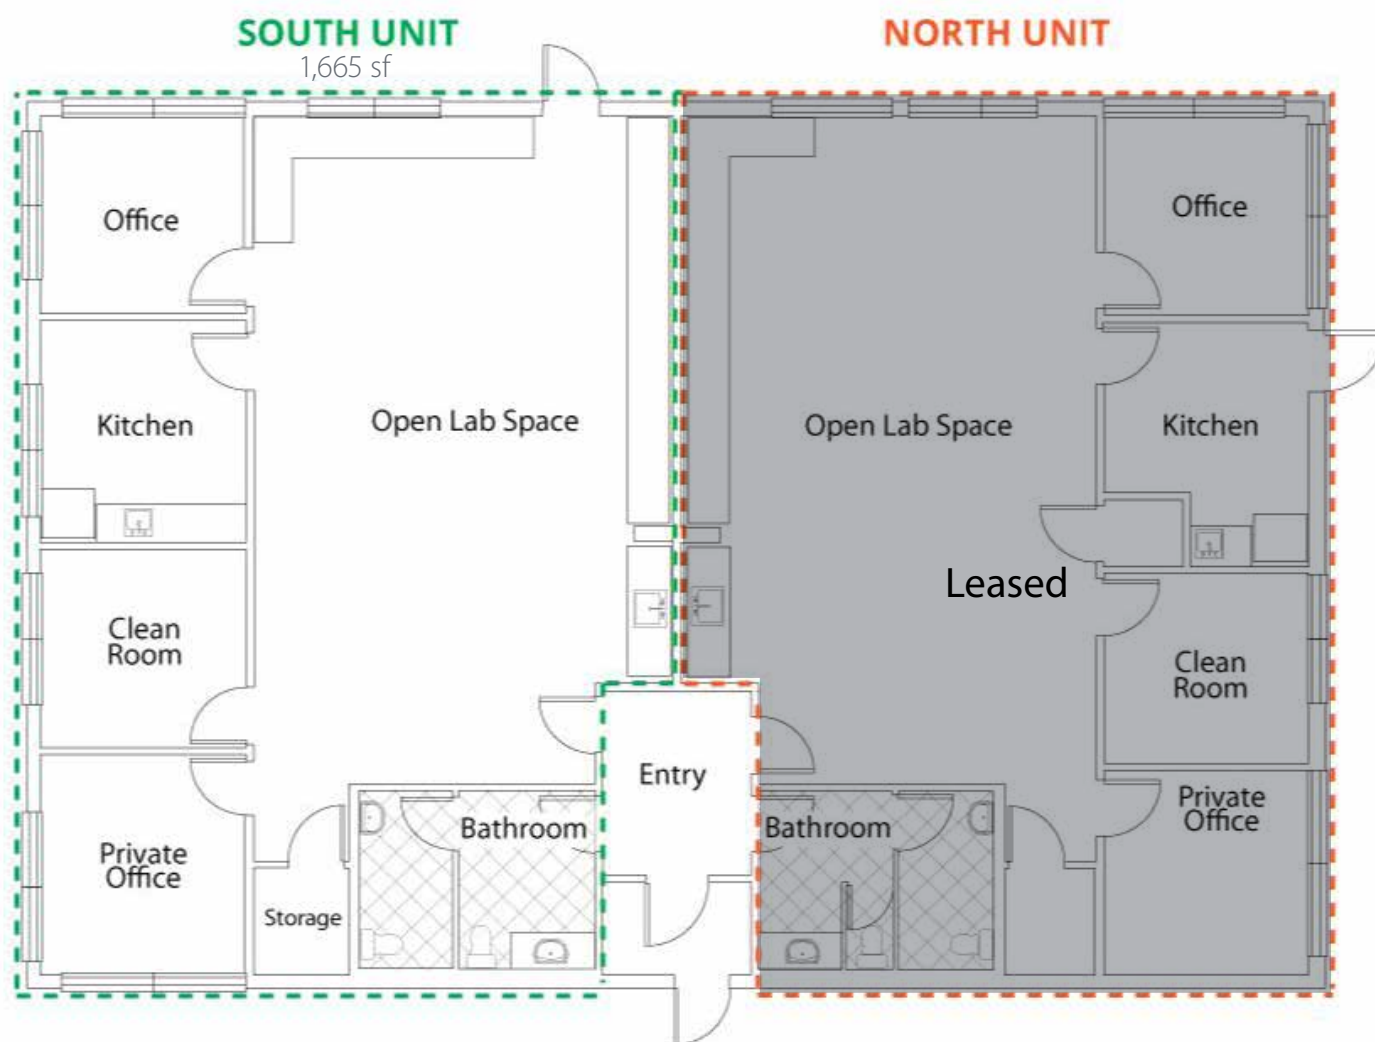 SOUTH UNIT
1,665 sf
NORTH UNIT
Office
Office
Kitchen
Open Lab Space
Open Lab Space
Kitchen
Leased
Clean
Room
Clean
Room
Entry
Private
Office
Bathroom
Bathroom
Private
Office
Storage